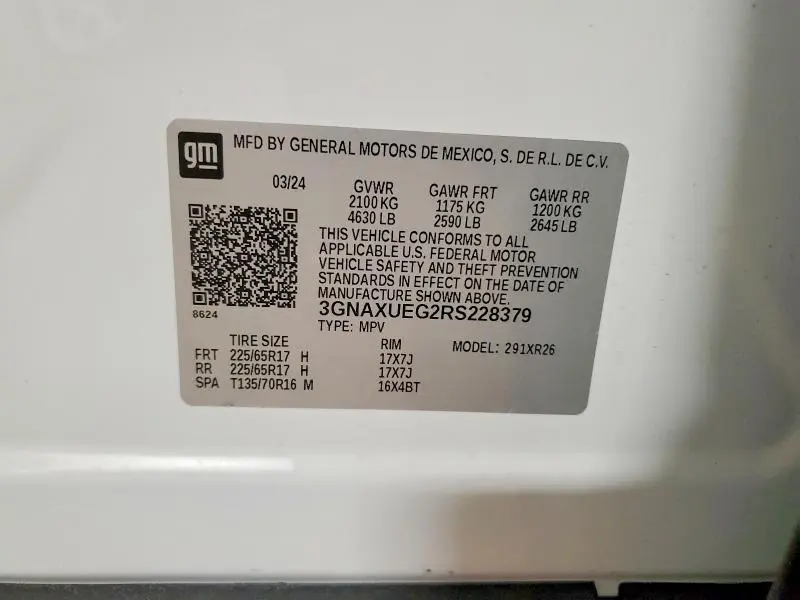 gm
MFD BY GENERAL MOTORS DE MEXICO, S. DE R.L. DE C.V.
03/24 GVWR GAWR FRT GAWR RR
2100 KG 1175 KG 1200 KG
4630 LB 2590 LB 2645 LB
THIS VEHICLE CONFORMS TO ALL
APPLICABLE U.S. FEDERAL MOTOR
VEHICLE SAFETY AND THEFT PREVENTION
STANDARDS IN EFFECT ON THE DATE OF
MANUFACTURE SHOWN ABOVE.
8624 3GNAXUEG2RS228379
TYPE: MPV
TIRE SIZE RIM MODEL: 291XR26
FRT 225/65R17 H 17X7J
RR 225/65R17 H 17X7J
SPA T135/70R16 M 16X4BT